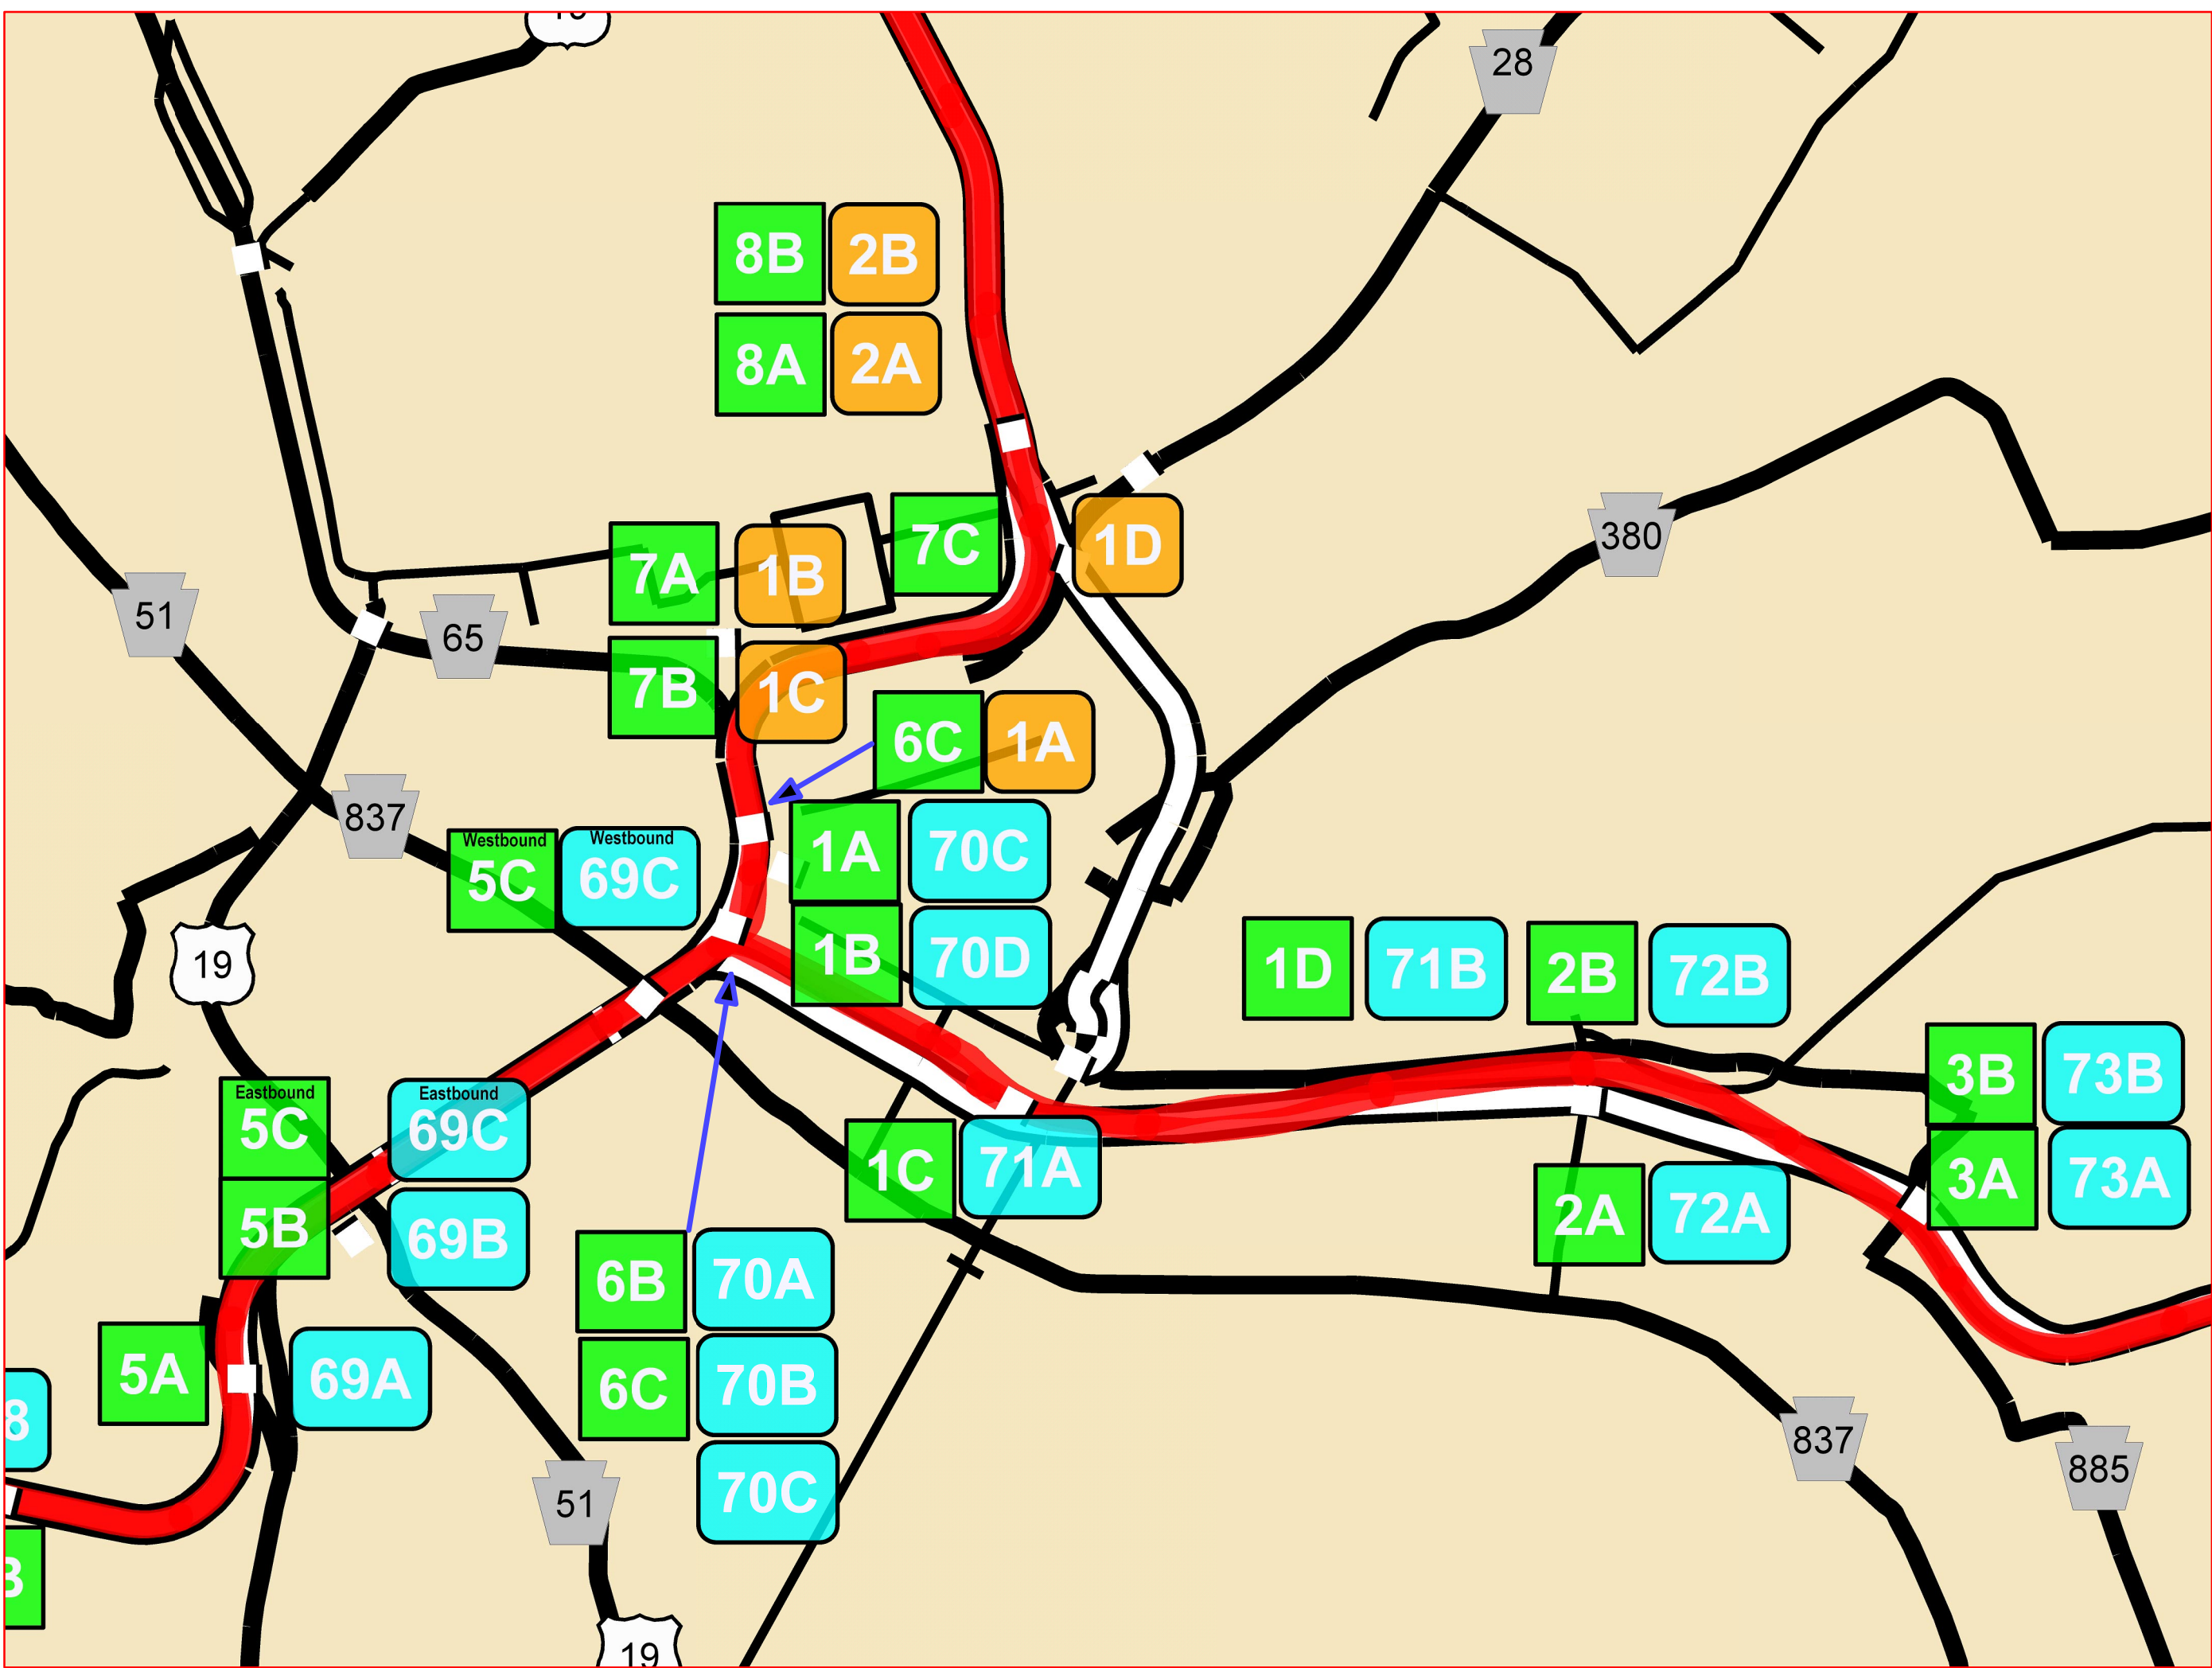 28
8B 2B
8A 2A
380
7C 1D
7A 1B
51
65
7B 1C
6C 1A
837
Westbound Westbound
5C 69C
1A 70C
1B 70D
19
1D 71B
2B 72B
3B 73B
Eastbound Eastbound
5C 69C
3A 73A
1C 71A
2A 72A
5B 69B
6B 70A
5A 69A
6C 70B
8
837
885
70C
51
19